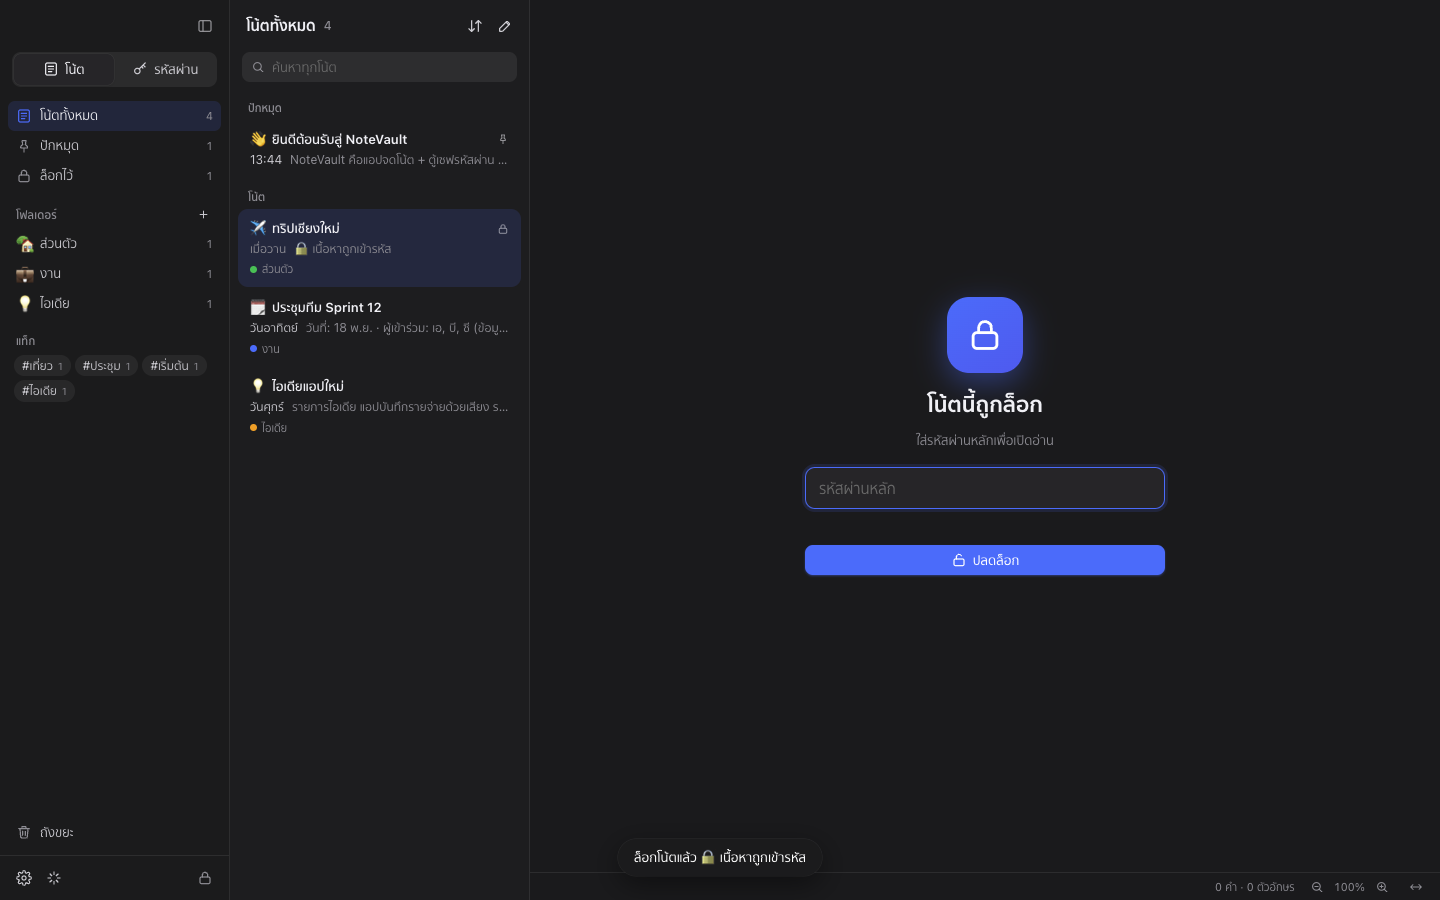 โน้ต
รหัสผ่าน
โน้ตทั้งหมด 4
ปักหมุด 1
ล็อกไว้ 1
โฟลเดอร์ +
ส่วนตัว 1
งาน 1
ไอเดีย 1
แท็ก
#เที่ยว 1 #ประชุม 1 #เริ่มต้น 1
#ไอเดีย 1
ถังขยะ
โน้ตทั้งหมด 4
ค้นหาทุกโน้ต
ปักหมุด
👋 ยินดีต้อนรับสู่ NoteVault
13:44 NoteVault คือแอปจดโน้ต + ตู้เซฟรหัสผ่าน ...
โน้ต
✈️ ทริปเชียงใหม่
เมื่อวาน 🔒 เนื้อหาถูกเข้ารหัส
ส่วนตัว
ประชุมทีม Sprint 12
วันอาทิตย์ วันที่: 18 พ.ย. · ผู้เข้าร่วม: เอ, บี, ซี (ข้อมู...
งาน
💡 ไอเดียแอปใหม่
วันศุกร์ รายการไอเดีย แอปบันทึกรายจ่ายด้วยเสียง ร...
ไอเดีย
โน้ตนี้ถูกล็อก
ใส่รหัสผ่านหลักเพื่อเปิดอ่าน
รหัสผ่านหลัก
ปลดล็อก
ล็อกโน้ตแล้ว 🔒 เนื้อหาถูกเข้ารหัส
0 คำ · 0 ตัวอักษร 100%